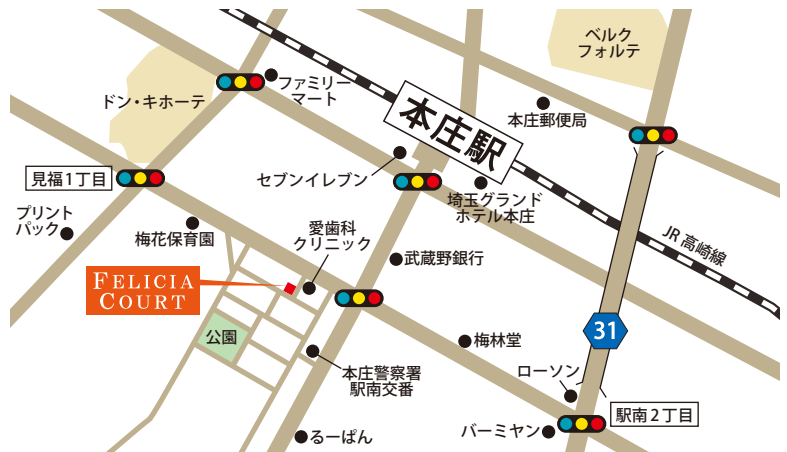 ベルク
フォルテ
ファミリー
マート
ドン・キホーテ
本庄駅
本庄郵便局
セブンイレブン
埼玉グランド
ホテル本庄
見福1丁目
プリント
パック
梅花保育園
愛歯科
クリニック
武蔵野銀行
JR高崎線
FELICIA
COURT
公園
31
梅林堂
本庄警察署
駅南交番
ローソン
駅南2丁目
るーぱん
バーミヤン